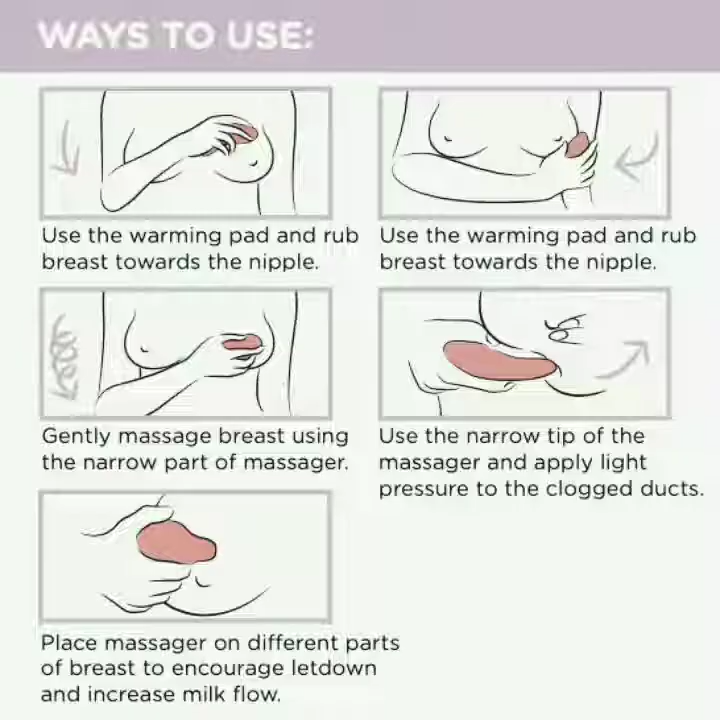 WAYS TO USE:
Use the warming pad and rub
breast towards the nipple.
Use the warming pad and rub
breast towards the nipple.
Gently massage breast using
the narrow part of massager.
Use the narrow tip of the
massager and apply light
pressure to the clogged ducts.
Place massager on different parts
of breast to encourage letdown
and increase milk flow.